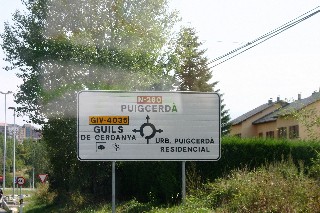 N-260
PUIGCERDÀ
GIV-4035
GUILS
DE CERDANYA
URB. PUIGCERDÀ
RESIDENCIAL